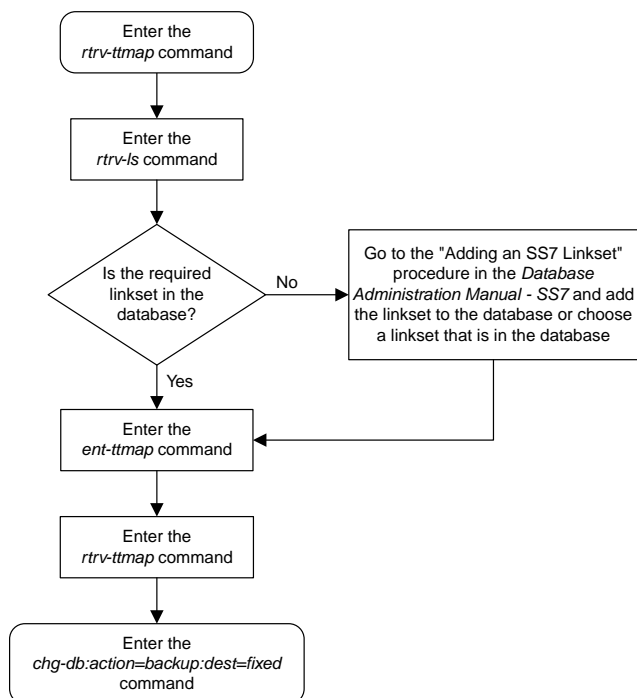 Enter the
rtrv-ttmap command
Enter the
rtrv-ls command
Is the required
linkset in the
database?
No
Go to the "Adding an SS7 Linkset"
procedure in the Database
Administration Manual - SS7 and add
the linkset to the database or choose
a linkset that is in the database
Yes
Enter the
ent-ttmap command
Enter the
rtrv-ttmap command
Enter the
chg-db:action=backup:dest=fixed
command